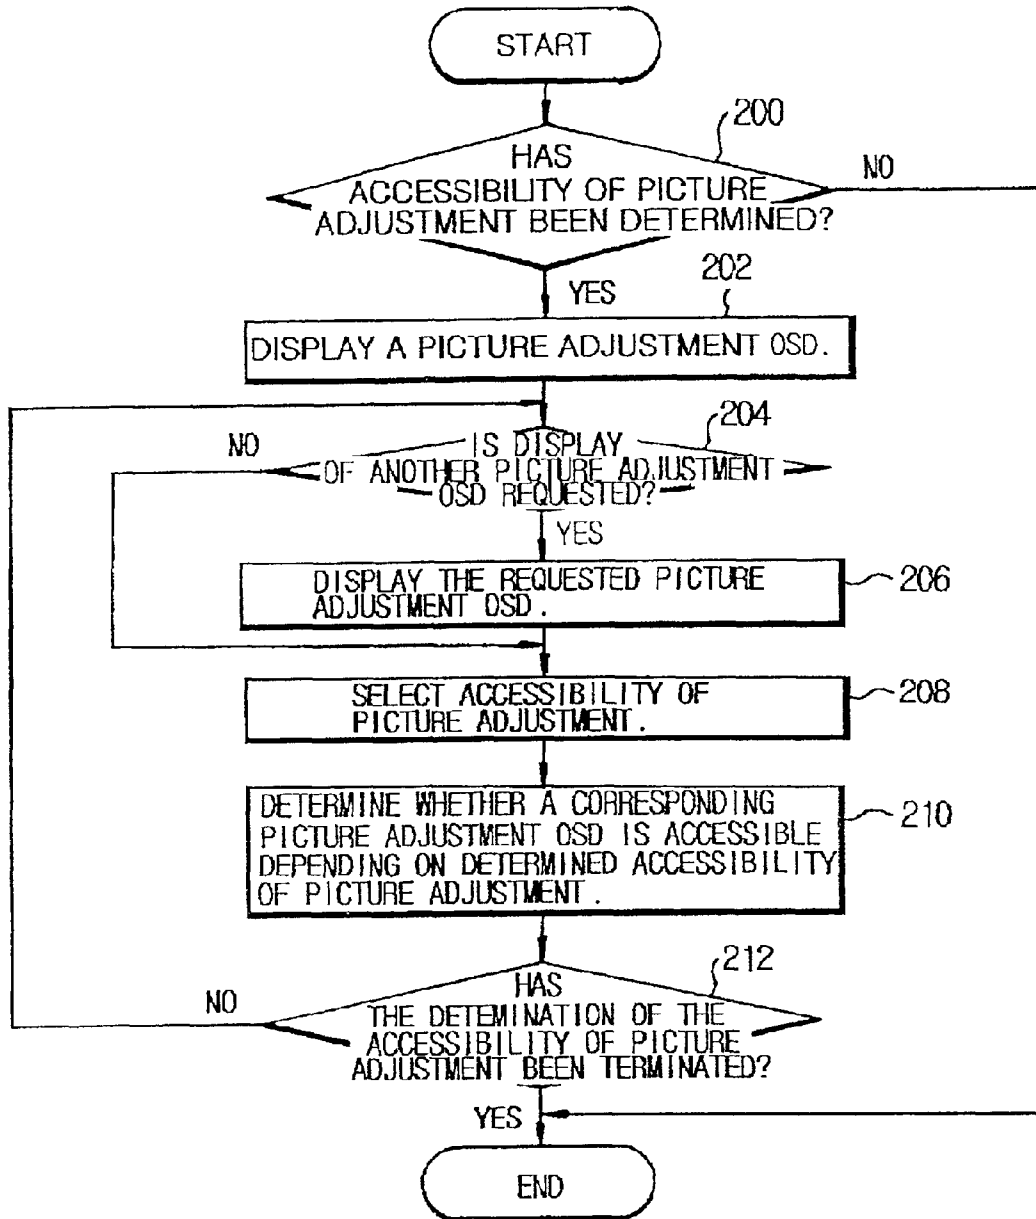 START
200
HAS
ACCESSIBILITY OF PICTURE
ADJUSTMENT BEEN DETERMINED?
NO
YES
202
DISPLAY A PICTURE ADJUSTMENT OSD.
204
NO
IS DISPLAY
OF ANOTHER PICTURE ADJUSTMENT
OSD REQUESTED?
YES
DISPLAY THE REQUESTED PICTURE
ADJUSTMENT OSD.
206
SELECT ACCESSIBILITY OF
PICTURE ADJUSTMENT.
208
DETERMINE WHETHER A CORRESPONDING
PICTURE ADJUSTMENT OSD IS ACCESSIBLE
DEPENDING ON DETERMINED ACCESSIBILITY
OF PICTURE ADJUSTMENT.
210
212
NO
HAS
THE DETEMINATION OF THE
ACCESSIBILITY OF PICTURE
ADJUSTMENT BEEN TERMINATED?
YES
END